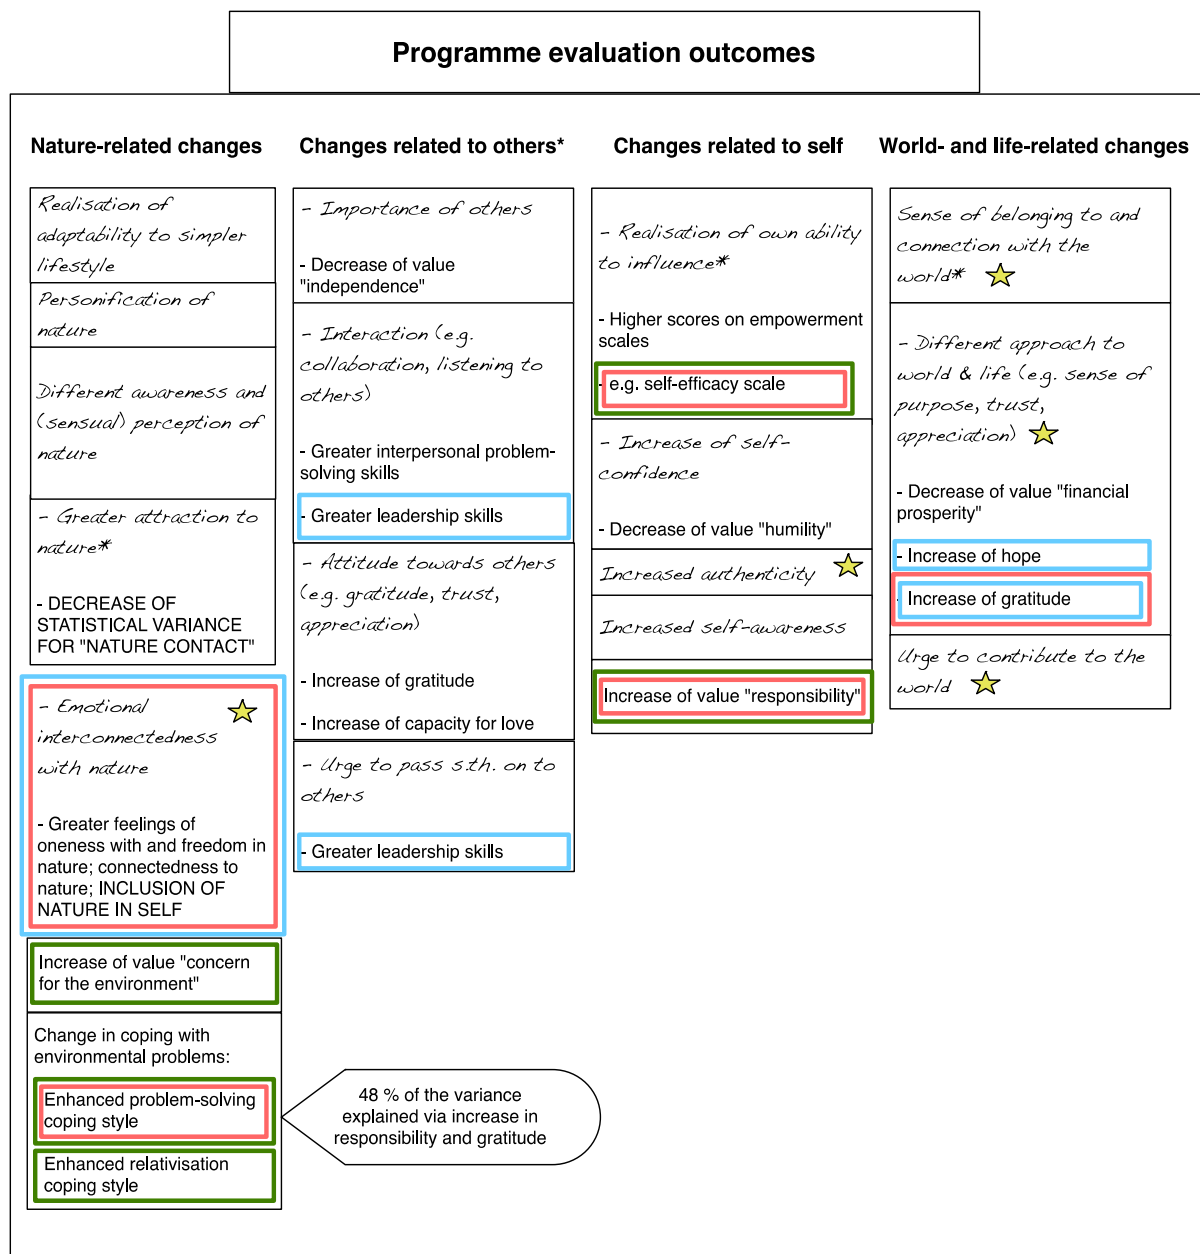 Programme evaluation outcomes
Nature-related changes
Realisation of
adaptability to simpler
lifestyle
Personification of
nature
Different awareness and
(sensual) perception of
nature
- Greater attraction to
nature*
- DECREASE OF
STATISTICAL VARIANCE
FOR "NATURE CONTACT"
- Emotional
interconnectedness
with nature
- Greater feelings of
oneness with and freedom in
nature; connectedness to
nature; INCLUSION OF
NATURE IN SELF
Increase of value "concern
for the environment"
Change in coping with
environmental problems:
Enhanced problem-solving
coping style
Enhanced relativisation
coping style
48 % of the variance
explained via increase in
responsibility and gratitude
Changes related to others*
- Importance of others
- Decrease of value
"independence"
- Interaction (e.g.
collaboration, listening to
others)
- Greater interpersonal problem-
solving skills
- Greater leadership skills
- Attitude towards others
(e.g. gratitude, trust,
appreciation)
- Increase of gratitude
- Increase of capacity for love
- Urge to pass s.th. on to
others
- Greater leadership skills
Changes related to self
- Realisation of own ability
to influence*
- Higher scores on empowerment
scales
- e.g. self-efficacy scale
- Increase of self-
confidence
- Decrease of value "humility"
Increased authenticity
Increased self-awareness
Increase of value "responsibility"
World- and life-related changes
Sense of belonging to and
connection with the
world*
- Different approach to
world & life (e.g. sense of
purpose, trust,
appreciation)
- Decrease of value "financial
prosperity"
- Increase of hope
- Increase of gratitude
Urge to contribute to the
world